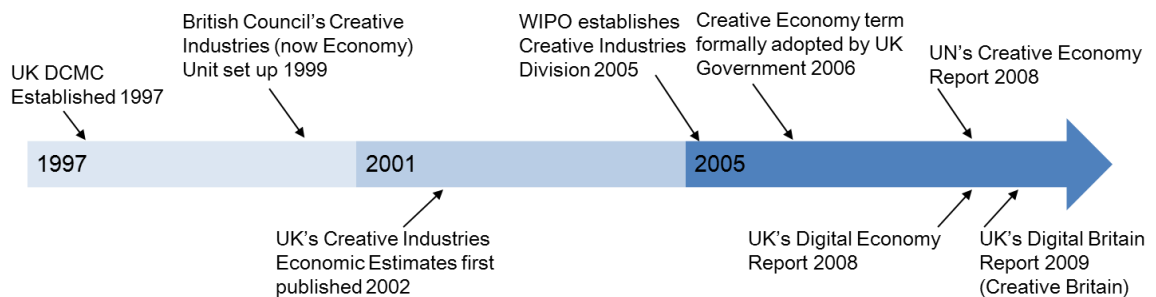 UK DCMC
Established 1997
British Council’s Creative
Industries (now Economy)
Unit set up 1999
WIPO establishes
Creative Industries
Division 2005
Creative Economy term
formally adopted by UK
Government 2006
UN’s Creative Economy
Report 2008
1997
2001
2005
UK’s Creative Industries
Economic Estimates first
published 2002
UK’s Digital Economy
Report 2008
UK’s Digital Britain
Report 2009
(Creative Britain)